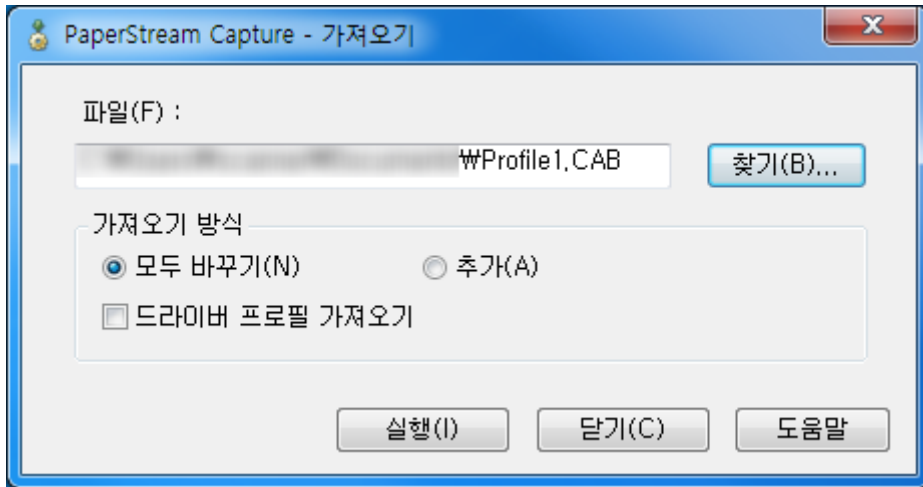 PaperStream Capture - 가져오기
파일(F) :
₩Profile1.CAB
찾기(B)...
가져오기 방식
모두 바꾸기(N)
추가(A)
드라이버 프로필 가져오기
실행(I)
닫기(C)
도움말